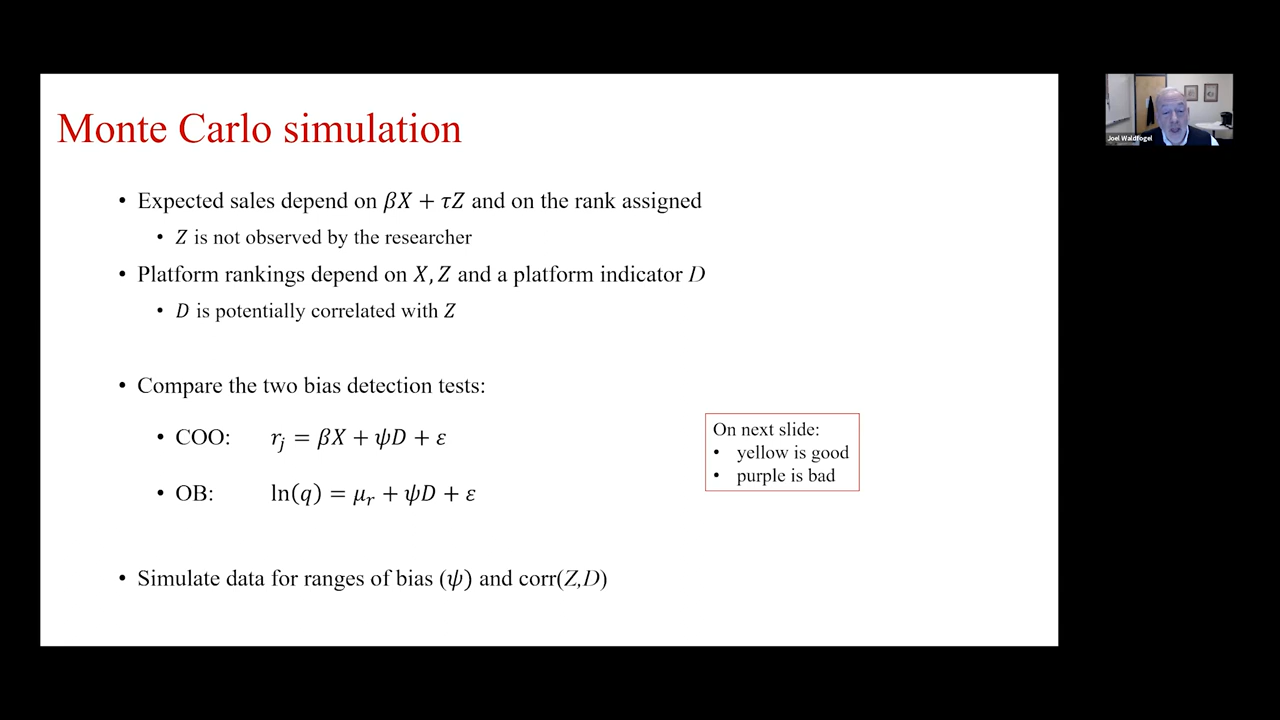 Monte Carlo simulation
• Expected sales depend on βX + τZ and on the rank assigned
• Z is not observed by the researcher
• Platform rankings depend on X, Z and a platform indicator D
• D is potentially correlated with Z
• Compare the two bias detection tests:
• COO: r_j = βX + ψD + ε
• OB: ln(q) = μ_r + ψD + ε
On next slide:
• yellow is good
• purple is bad
• Simulate data for ranges of bias (ψ) and corr(Z,D)
Joel Waldfogel